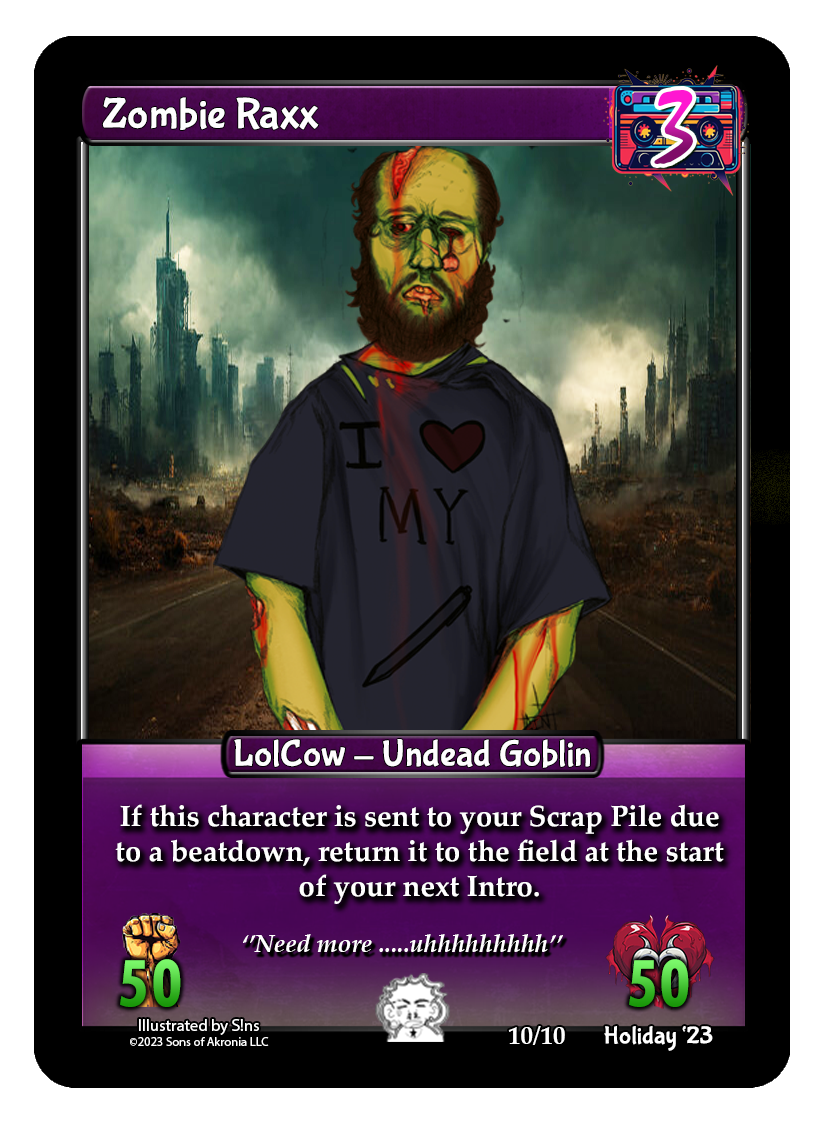 Zombie Raxx
3
I ♥
MY
LolCow – Undead Goblin
If this character is sent to your Scrap Pile due
to a beatdown, return it to the field at the start
of your next Intro.
‘’Need more .....uhhhhhhhhh’’
50
50
Illustrated by S!ns
©2023 Sons of Akronia LLC
10/10
Holiday ‘23